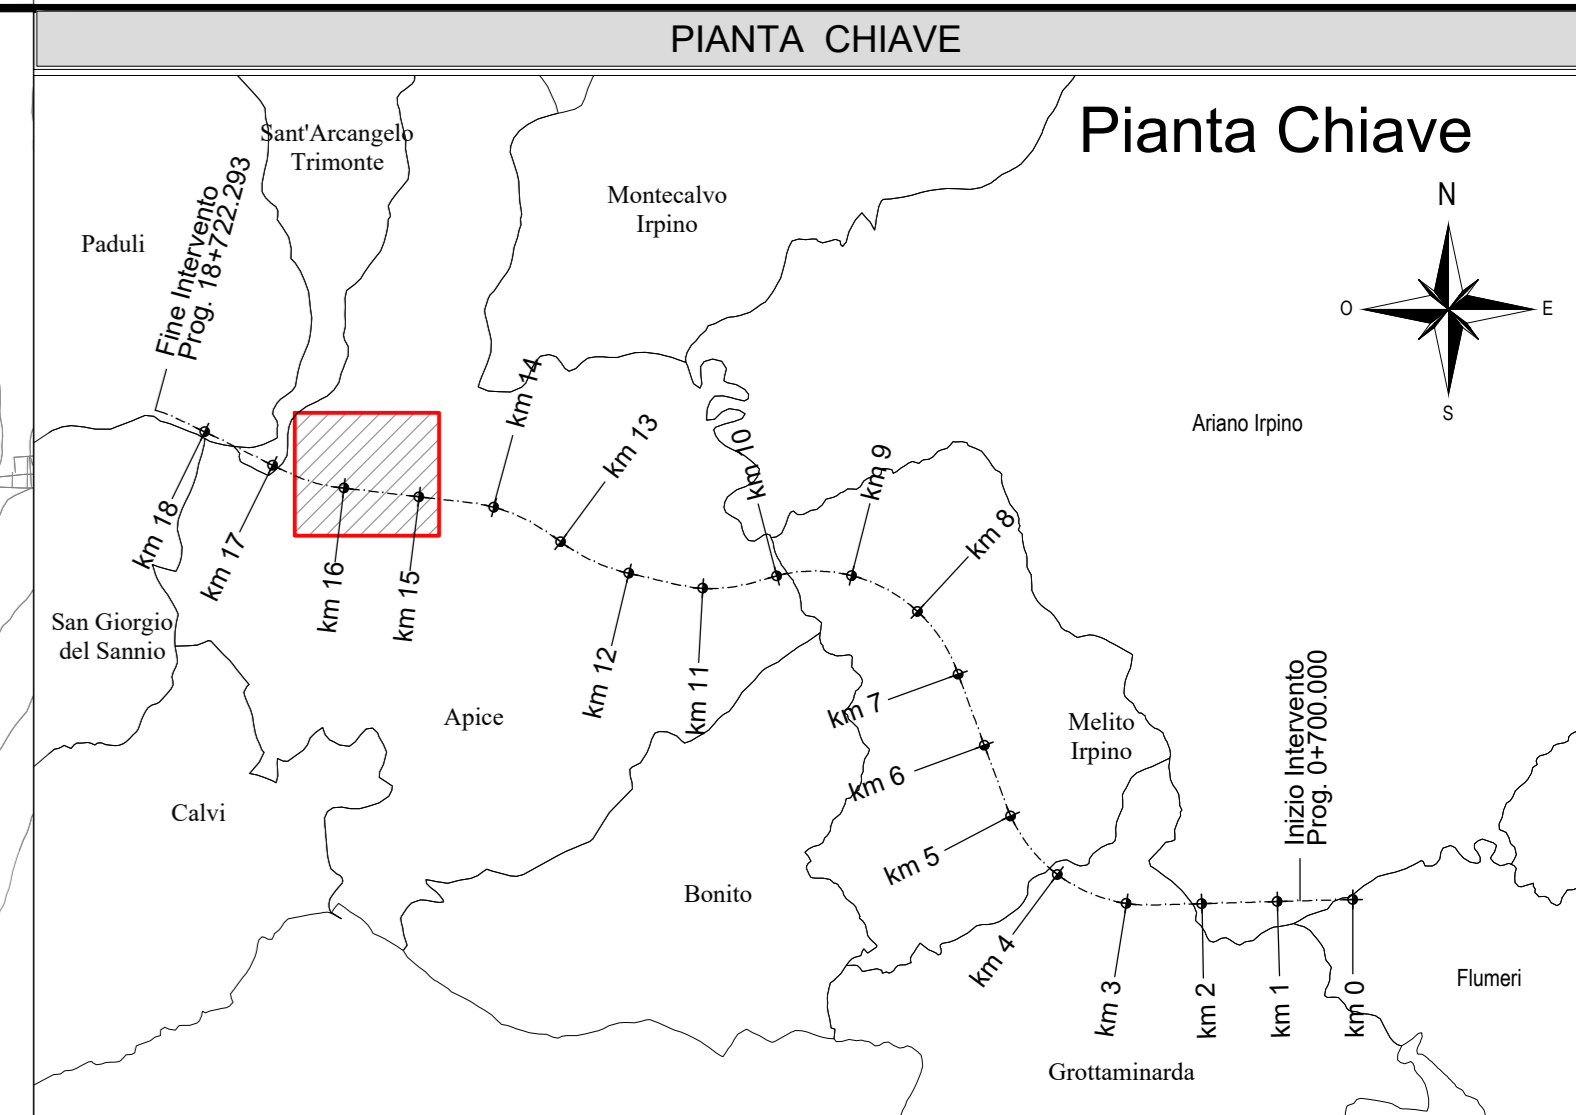 PIANTA CHIAVE
Pianta Chiave
Sant'Arcangelo
Trimonte
Montecalvo
Irpino
Paduli
Fine Intervento
Prog. 18+722.293
N
O
E
S
Ariano Irpino
km 14
km 13
km 10
km 9
km 8
km 18
km 17
km 16
km 15
San Giorgio
del Sannio
km 12
km 11
km 7
Apice
Melito
Irpino
Inizio Intervento
Prog. 0+700.000
km 6
Calvi
km 5
Bonito
km 4
km 3
km 2
km 1
km 0
Flumeri
Grottaminarda